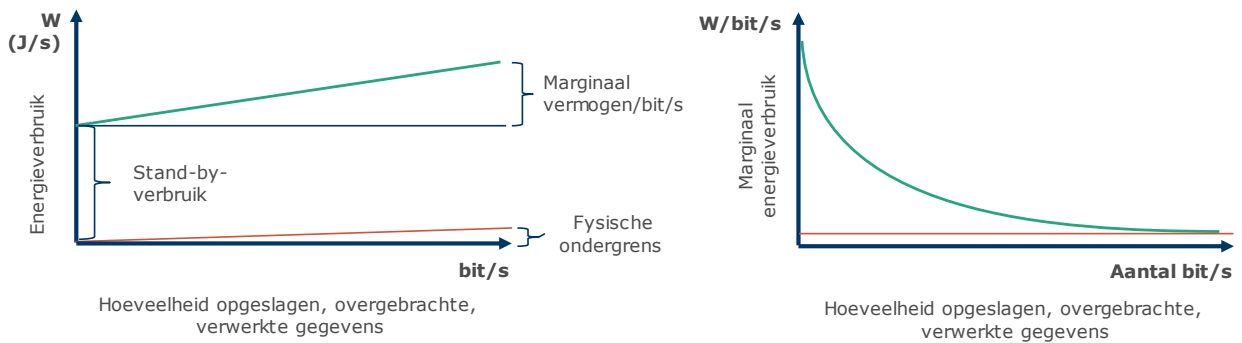 W
(J/s)
Energieverbruik
Marginaal
vermogen/bit/s
Stand-by-
verbruik
Fysische
ondergrens
bit/s
Hoeveelheid opgeslagen, overgebrachte,
verwerkte gegevens
W/bit/s
Marginaal
energieverbruik
Aantal bit/s
Hoeveelheid opgeslagen, overgebrachte,
verwerkte gegevens